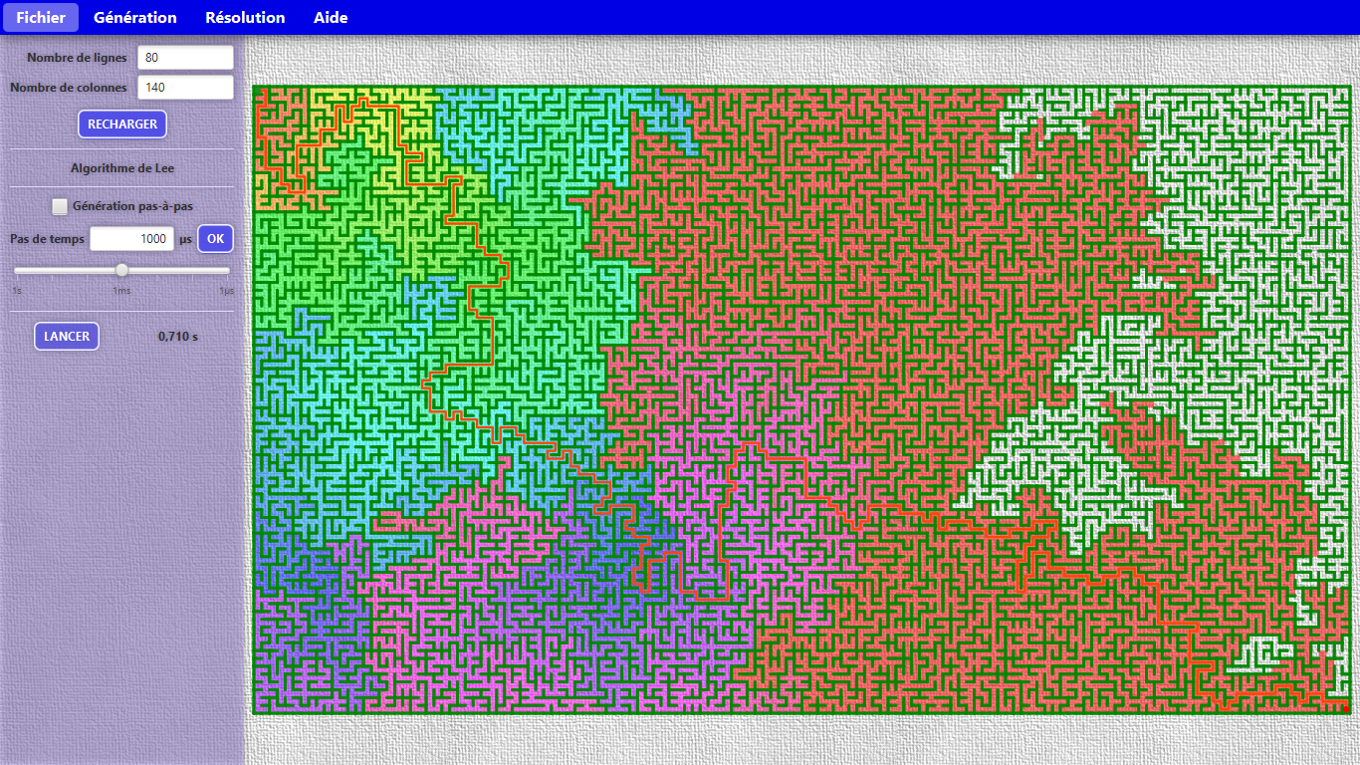 Fichier Génération Résolution Aide
Nombre de lignes 80
Nombre de colonnes 140
RECHARGER
Algorithme de Lee
Génération pas-à-pas
Pas de temps 1000 µs OK
1s 1ms 1µs
LANCER 0,710 s